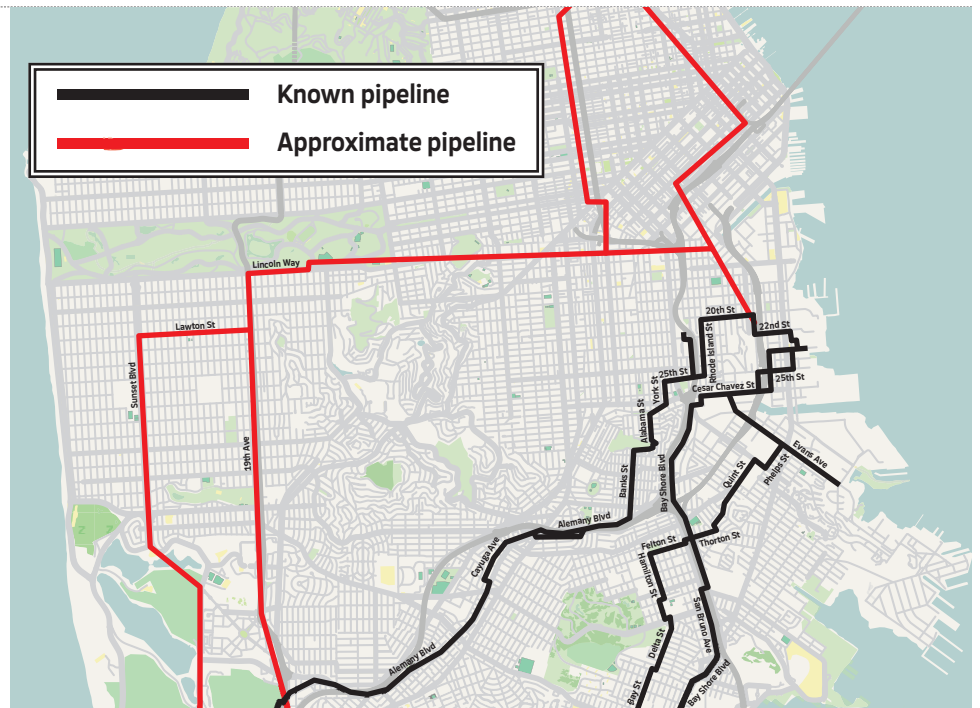 Known pipeline
Approximate pipeline
Lincoln Way
Lawton St
Sunset Blvd
19th Ave
20th St
22nd St
Rhode Island St
25th St
25th St
York St
Cesar Chavez St
Alabama St
Banks St
Bay Shore Blvd
Evans Ave
Quint St
Phelps St
Alemany Blvd
Cayuga Ave
Felton St
Thorton St
Hamilton St
San Bruno Ave
Delta St
Alemany Blvd
Bay St
Bay Shore Blvd